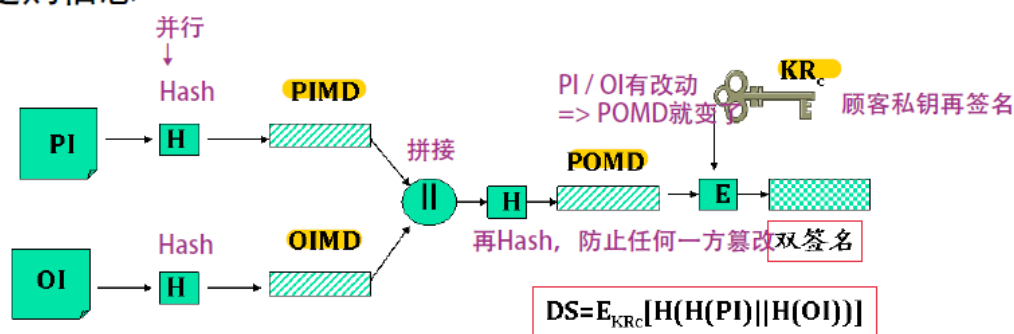 并行
↓
Hash
PIMD
PI
H
拼接
||
H
PI / OI有改动
=> POMD就变了
KRc
顾客私钥再签名
POMD
E
再Hash，防止任何一方篡改
双签名
Hash
OIMD
OI
H
DS=EKRc[H(H(PI)||H(OI))]